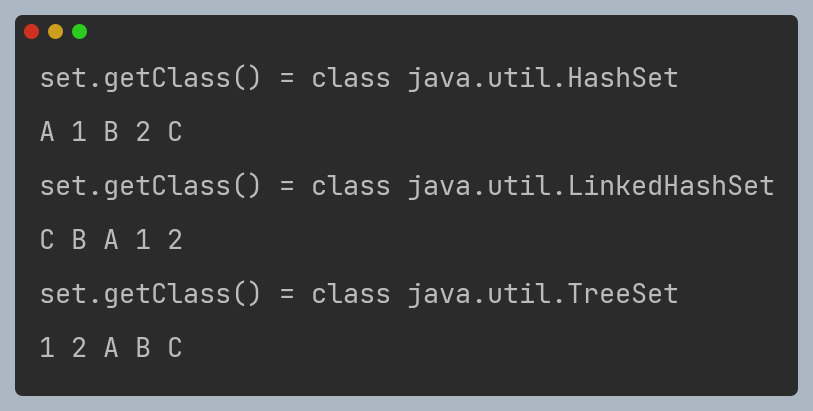 set.getClass() = class java.util.HashSet
A 1 B 2 C
set.getClass() = class java.util.LinkedHashSet
C B A 1 2
set.getClass() = class java.util.TreeSet
1 2 A B C